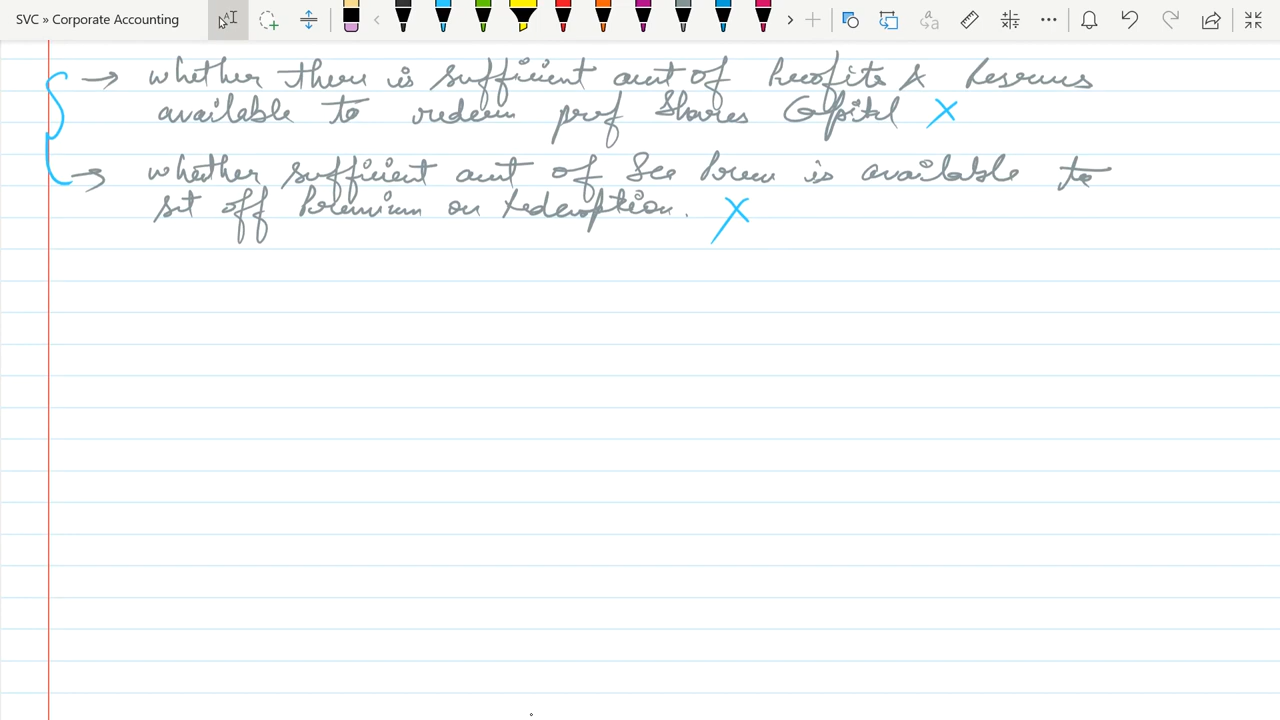 SVC » Corporate Accounting
→ whether there is sufficient amt of Profits & Reserves
available to redeem pref Shares Capital X
→ whether sufficient amt of Sec Prem is available to
set off Premium on redemption. X